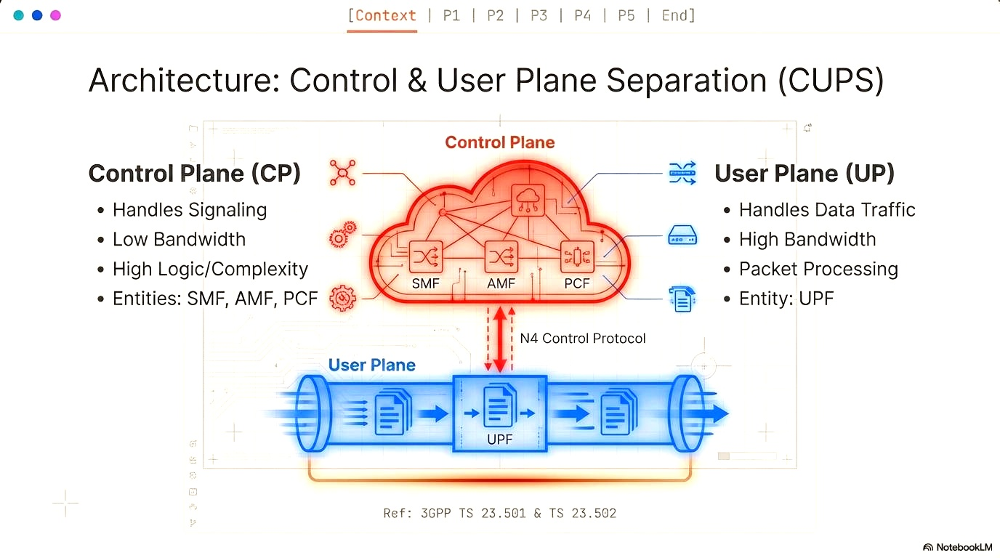 [Context | P1 | P2 | P3 | P4 | P5 | End]
Architecture: Control & User Plane Separation (CUPS)
Control Plane (CP)
• Handles Signaling
• Low Bandwidth
• High Logic/Complexity
• Entities: SMF, AMF, PCF
Control Plane
SMF AMF PCF
User Plane (UP)
• Handles Data Traffic
• High Bandwidth
• Packet Processing
• Entity: UPF
N4 Control Protocol
User Plane
UPF
Ref: 3GPP TS 23.501 & TS 23.502
NotebookLM